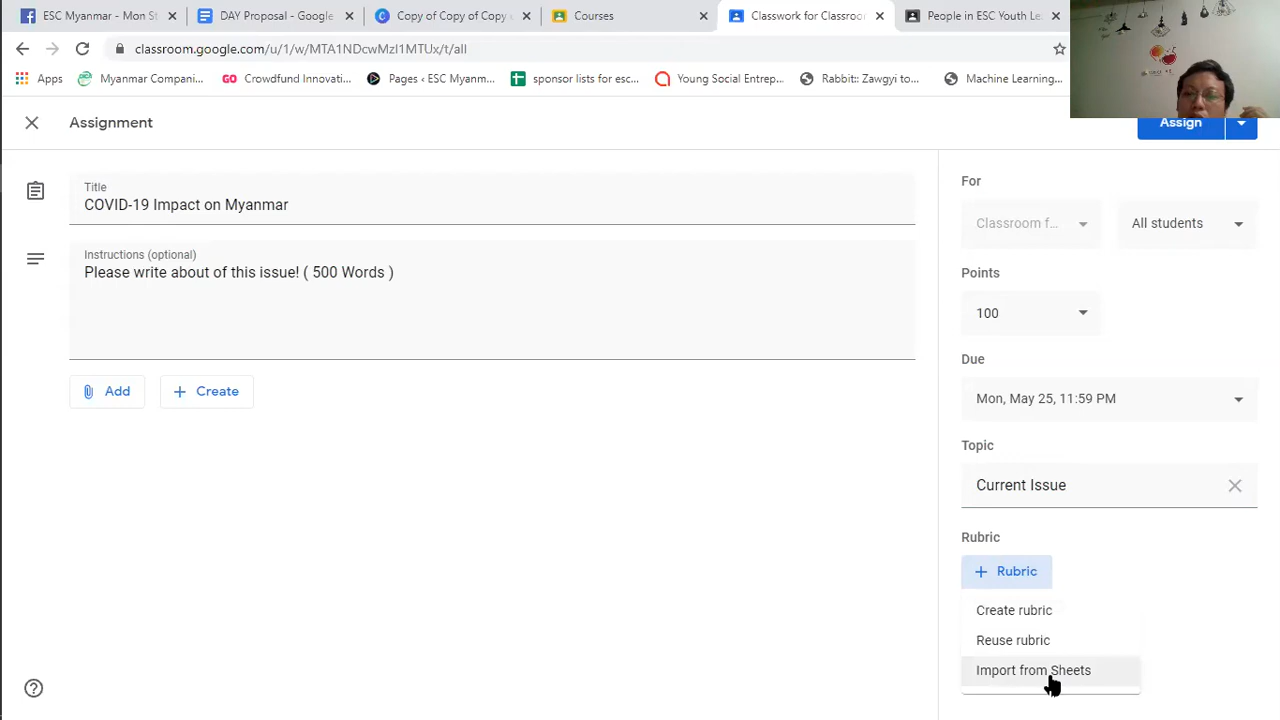 ESC Myanmar - Mon St
DAY Proposal - Google
Copy of Copy of Copy
Courses
Classwork for Classroo
People in ESC Youth Le
classroom.google.com/u/1/w/MTA1NDcwMzI1MTUx/t/all
Apps
Myanmar Compani...
GO Crowdfund Innovati...
Pages ‹ ESC Myanm...
sponsor lists for esc...
Young Social Entrep...
Rabbit:: Zawgyi to...
Machine Learning...
Assignment
Assign
Title
COVID-19 Impact on Myanmar
Instructions (optional)
Please write about of this issue! ( 500 Words )
Add
Create
For
Classroom f...
All students
Points
100
Due
Mon, May 25, 11:59 PM
Topic
Current Issue
Rubric
+ Rubric
Create rubric
Reuse rubric
Import from Sheets